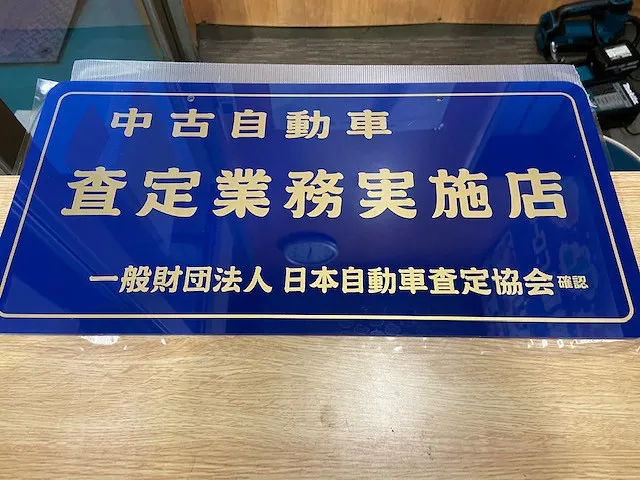 中古自動車
査定業務実施店
一般財団法人 日本自動車査定協会 確認